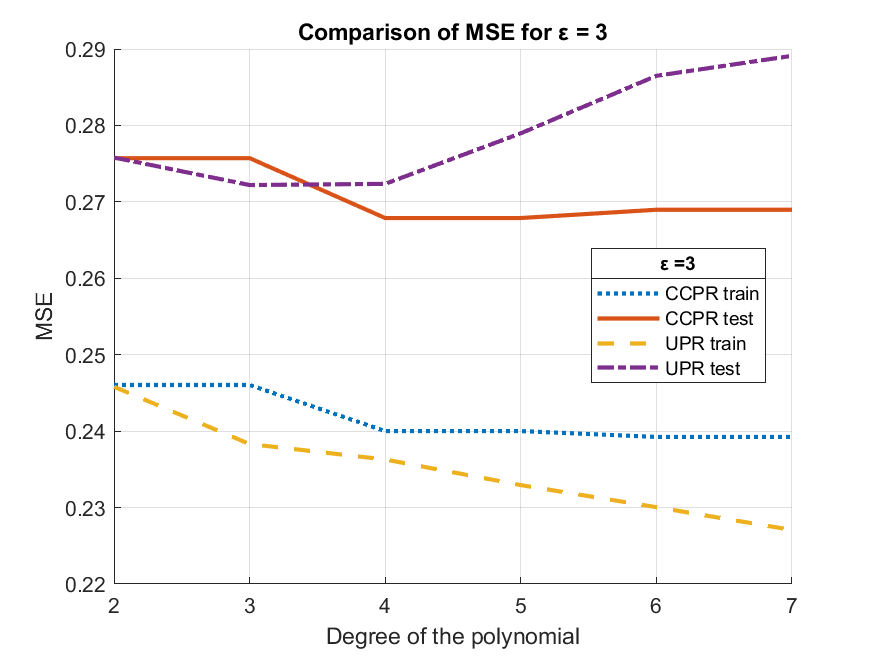 Comparison of MSE for ε = 3
0.29
0.28
0.27
0.26
0.25
0.24
0.23
0.22
MSE
2 3 4 5 6 7
Degree of the polynomial
ε =3
CCPR train
CCPR test
UPR train
UPR test